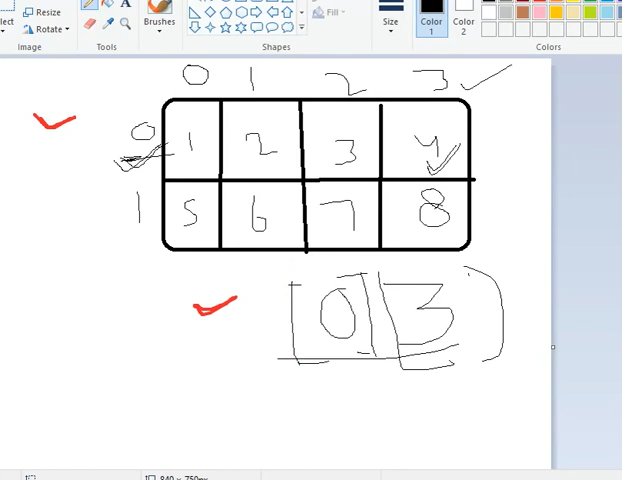 Resize
Rotate
Brushes
Fill
Size
Color 1
Color 2
Image
Tools
Shapes
Colors
0 1 2 3
0 1 2 3 4
1 5 6 7 8
[0][3]
840 × 750px